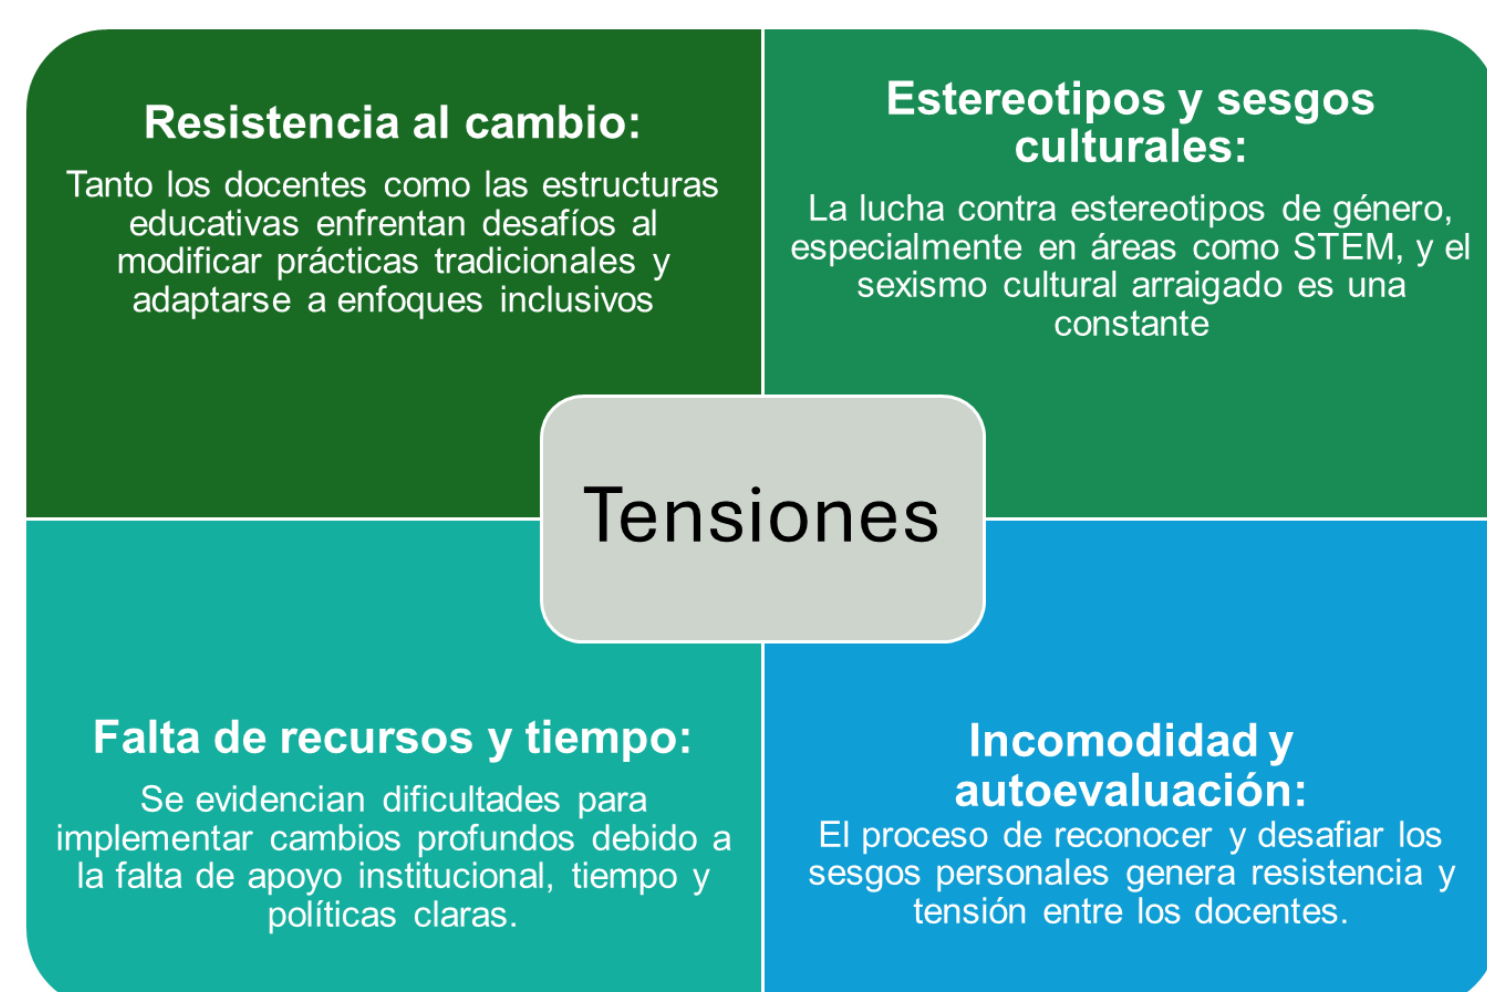 Resistencia al cambio:
Tanto los docentes como las estructuras
educativas enfrentan desafíos al
modificar prácticas tradicionales y
adaptarse a enfoques inclusivos
Estereotipos y sesgos
culturales:
La lucha contra estereotipos de género,
especialmente en áreas como STEM, y el
sexismo cultural arraigado es una
constante
Tensiones
Falta de recursos y tiempo:
Se evidencian dificultades para
implementar cambios profundos debido a
la falta de apoyo institucional, tiempo y
políticas claras.
Incomodidad y
autoevaluación:
El proceso de reconocer y desafiar los
sesgos personales genera resistencia y
tensión entre los docentes.